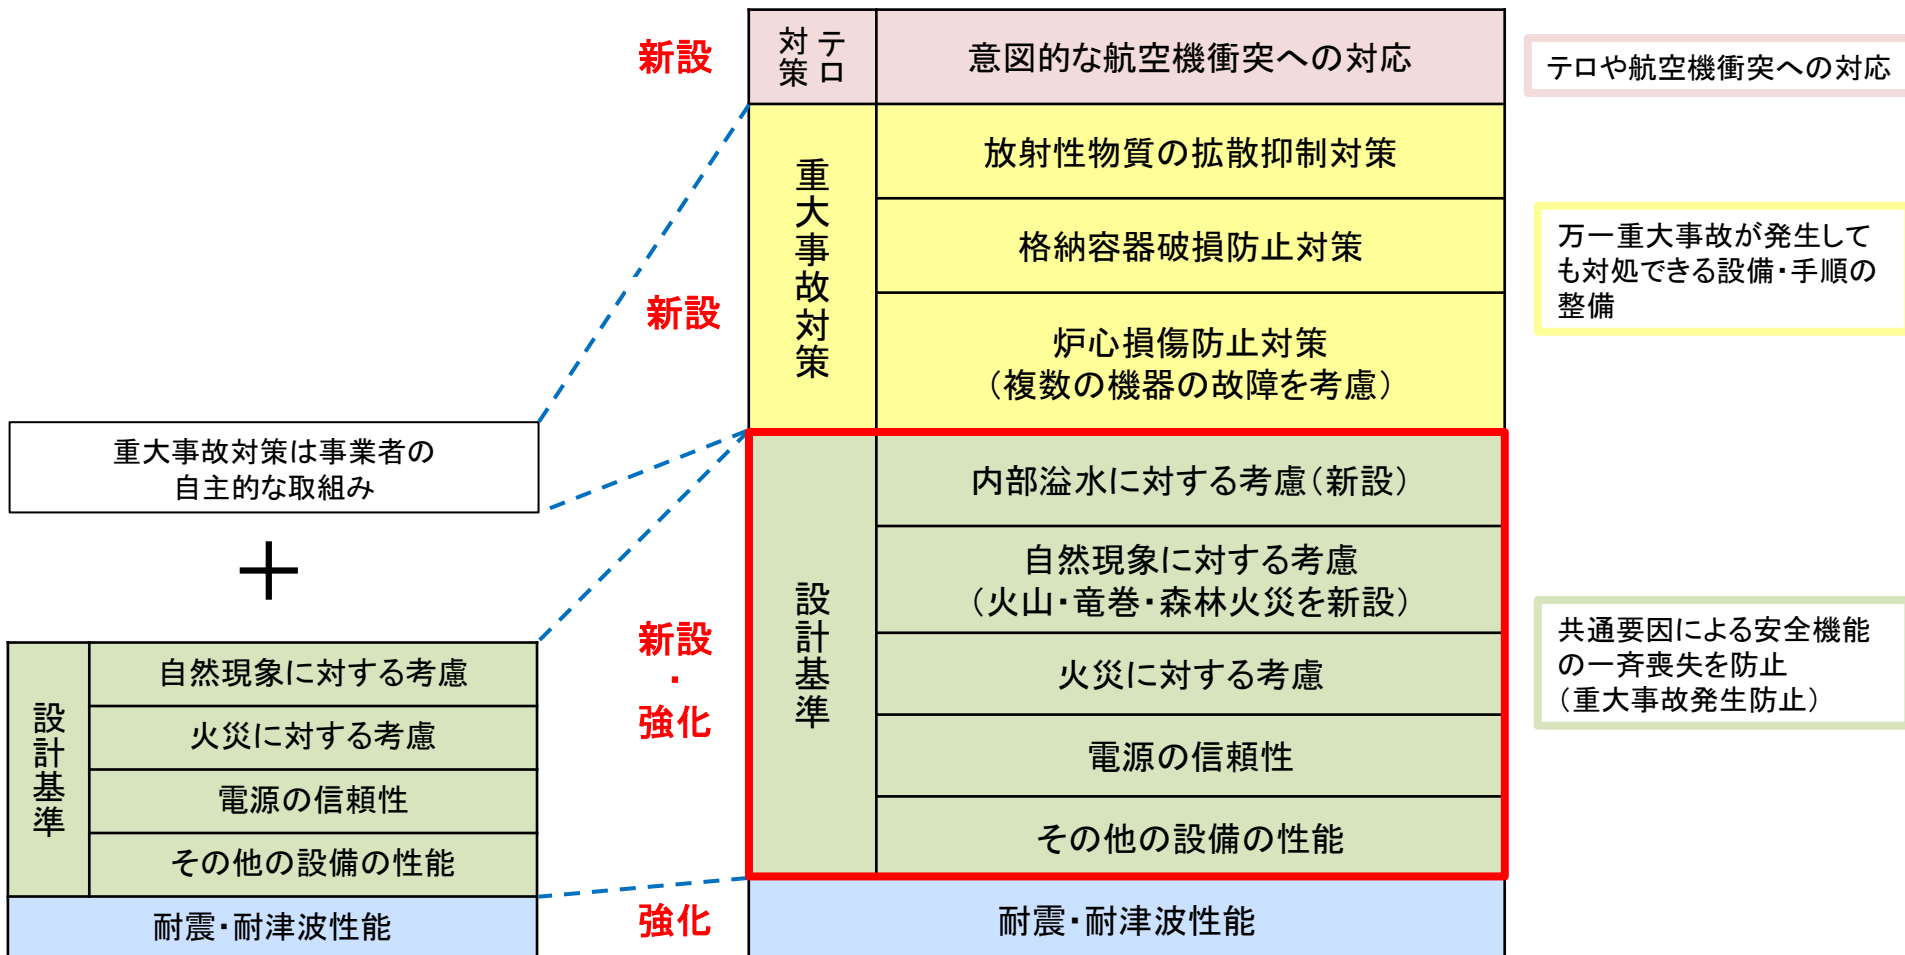 重大事故対策は事業者の
自主的な取組み
＋
設計基準
自然現象に対する考慮
火災に対する考慮
電源の信頼性
その他の設備の性能
耐震・耐津波性能
新設
新設
新設
・
強化
強化
テロ
対策
意図的な航空機衝突への対応
重大事故対策
放射性物質の拡散抑制対策
格納容器破損防止対策
炉心損傷防止対策
（複数の機器の故障を考慮）
設計基準
内部溢水に対する考慮（新設）
自然現象に対する考慮
（火山・竜巻・森林火災を新設）
火災に対する考慮
電源の信頼性
その他の設備の性能
耐震・耐津波性能
テロや航空機衝突への対応
万一重大事故が発生して
も対処できる設備・手順の
整備
共通要因による安全機能
の一斉喪失を防止
（重大事故発生防止）